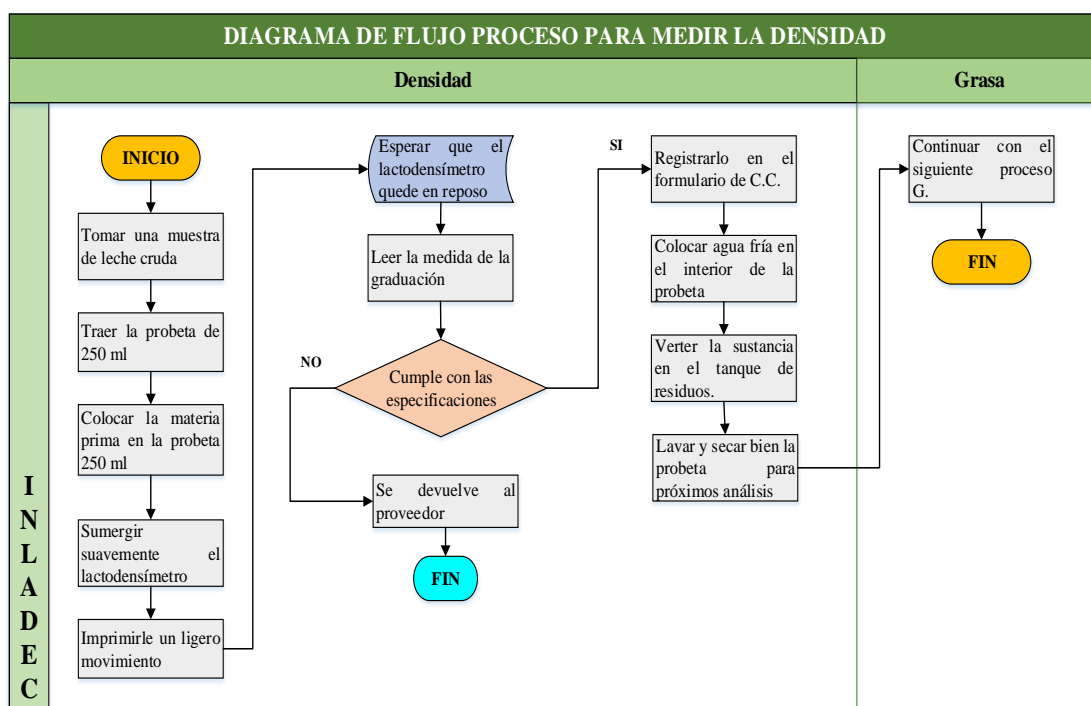 DIAGRAMA DE FLUJO PROCESO PARA MEDIR LA DENSIDAD
Densidad
Grasa
INLADEC
INICIO
Tomar una muestra
de leche cruda
Traer la probeta de
250 ml
Colocar la materia
prima en la probeta
250 ml
Sumergir
suavemente el
lactodensímetro
Imprimirle un ligero
movimiento
Esperar que el
lactodensímetro
quede en reposo
Leer la medida de la
graduación
Cumple con las
especificaciones
NO
Se devuelve al
proveedor
FIN
SI
Registrarlo en el
formulario de C.C.
Colocar agua fría en
el interior de la
probeta
Verter la sustancia
en el tanque de
residuos.
Lavar y secar bien la
probeta para
próximos análisis
Continuar con el
siguiente proceso
G.
FIN